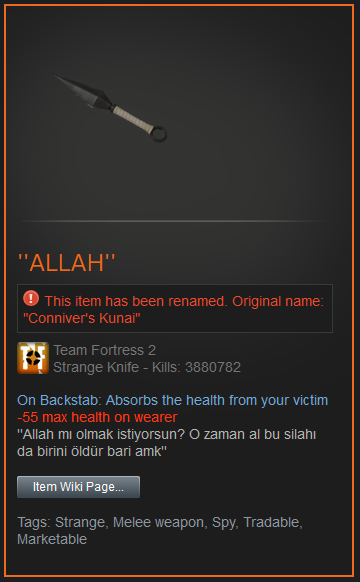 ''ALLAH''
This item has been renamed. Original name:
"Conniver's Kunai"
Team Fortress 2
Strange Knife - Kills: 3880782
On Backstab: Absorbs the health from your victim
-55 max health on wearer
''Allah mı olmak istiyorsun? O zaman al bu silahı
da birini öldür bari amk''
Item Wiki Page...
Tags: Strange, Melee weapon, Spy, Tradable,
Marketable